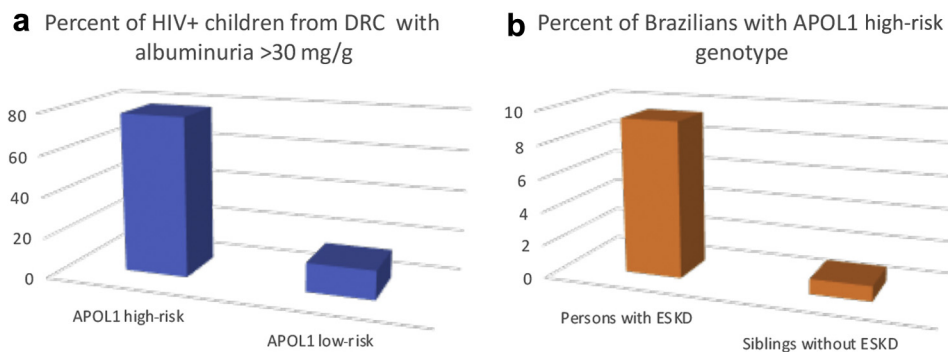 a Percent of HIV+ children from DRC with
albuminuria >30 mg/g
80
60
40
20
0
APOL1 high-risk
APOL1 low-risk
b Percent of Brazilians with APOL1 high-risk
genotype
10
8
6
4
2
0
Persons with ESKD
Siblings without ESKD